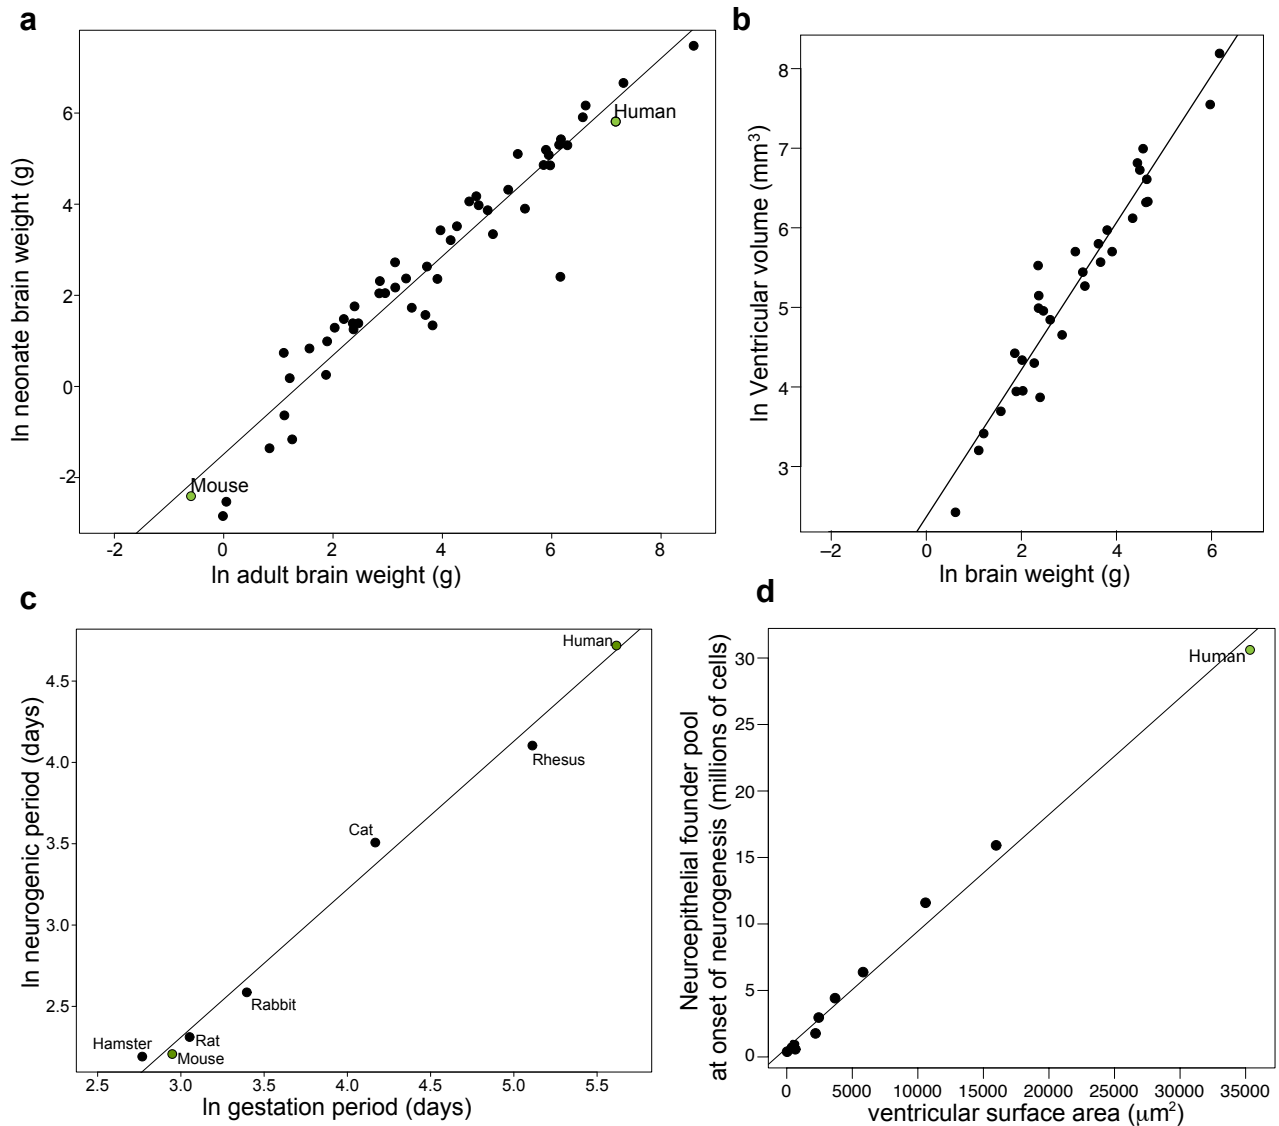 a
ln neonate brain weight (g)
6
4
2
0
-2
Human
Mouse
-2 0 2 4 6 8
ln adult brain weight (g)
b
ln Ventricular volume (mm³)
8
7
6
5
4
3
−2 0 2 4 6
ln brain weight (g)
c
ln neurogenic period (days)
4.5
4.0
3.5
3.0
2.5
Human
Rhesus
Cat
Rabbit
Hamster
Rat
Mouse
2.5 3.0 3.5 4.0 4.5 5.0 5.5
ln gestation period (days)
d
Neuroepithelial founder pool
at onset of neurogenesis (millions of cells)
30
25
20
15
10
5
0
Human
0 5000 10000 15000 20000 25000 30000 35000
ventricular surface area (μm²)